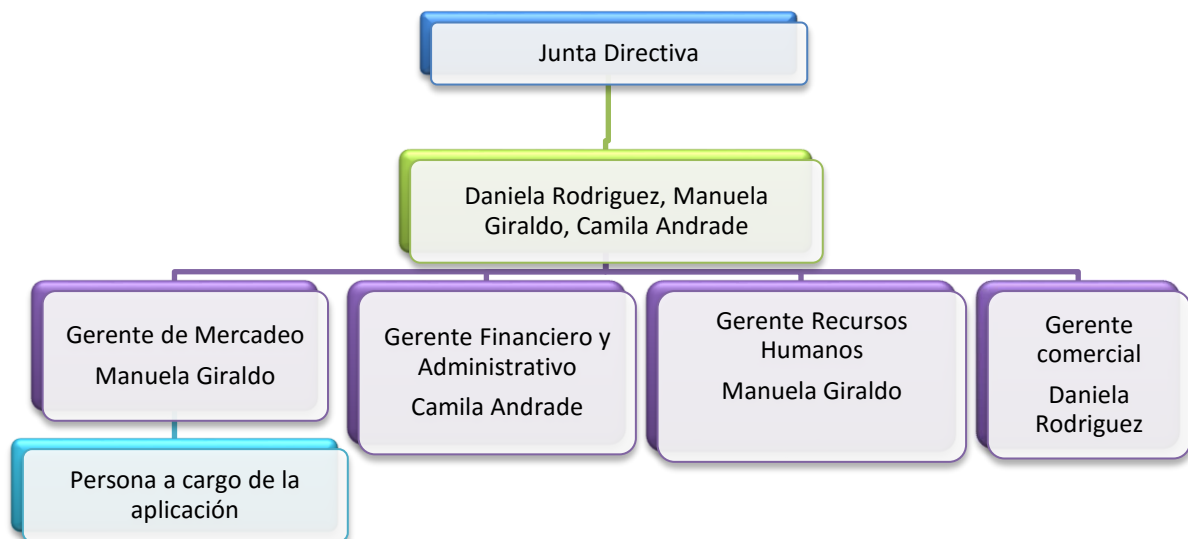 Junta Directiva
Daniela Rodriguez, Manuela
Giraldo, Camila Andrade
Gerente de Mercadeo
Manuela Giraldo
Gerente Financiero y
Administrativo
Camila Andrade
Gerente Recursos
Humanos
Manuela Giraldo
Gerente
comercial
Daniela
Rodriguez
Persona a cargo de la
aplicación